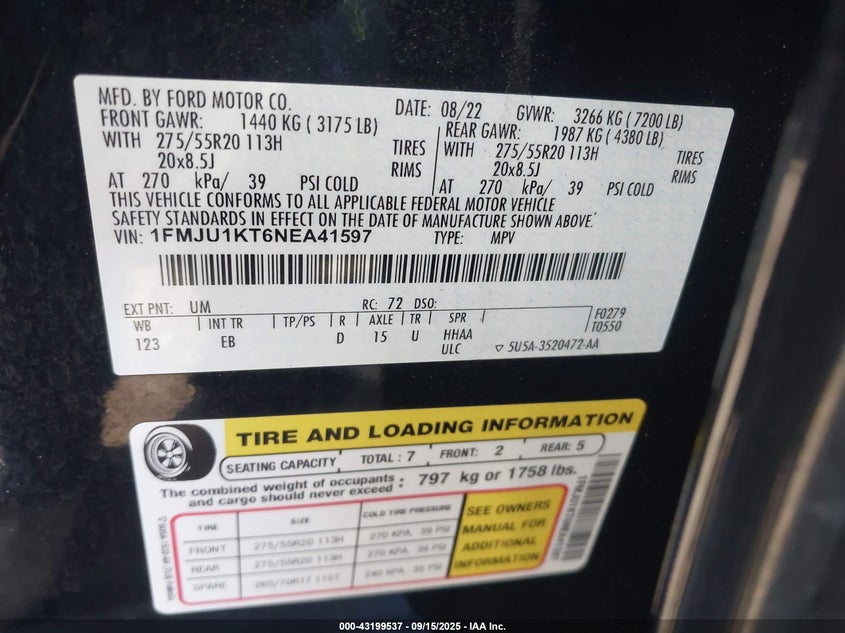 MFD. BY FORD MOTOR CO.
DATE: 08/22 GVWR: 3266 KG ( 7200 LB)
FRONT GAWR: 1440 KG ( 3175 LB) REAR GAWR: 1987 KG ( 4380 LB)
WITH 275/55R20 113H TIRES WITH 275/55R20 113H TIRES
20x8.5J RIMS 20x8.5J RIMS
AT 270 kPa/ 39 PSI COLD AT 270 kPa/ 39 PSI COLD
THIS VEHICLE CONFORMS TO ALL APPLICABLE FEDERAL MOTOR VEHICLE
SAFETY STANDARDS IN EFFECT ON THE DATE OF MANUFACTURE SHOWN ABOVE.
VIN: 1FMJU1KT6NEA41597 TYPE: MPV
EXT PNT: UM RC: 72 DSO: F0279
WB INT TR TP/PS R AXLE TR SPR T0550
123 EB D 15 U HHAA
ULC ▽ 5U5A-3520472-AA
TIRE AND LOADING INFORMATION
SEATING CAPACITY TOTAL : 7 FRONT: 2 REAR: 5
The combined weight of occupants and cargo should never exceed : 797 kg or 1758 lbs.
TIRE SIZE COLD TIRE PRESSURE
FRONT 275/55R20 113H 270 KPA, 39 PSI
REAR 275/55R20 113H 270 KPA, 39 PSI
SPARE 240 KPA, 35 PSI
SEE OWNERS
MANUAL FOR
ADDITIONAL
INFORMATION
000-43199537 - 09/15/2025 - IAA Inc.